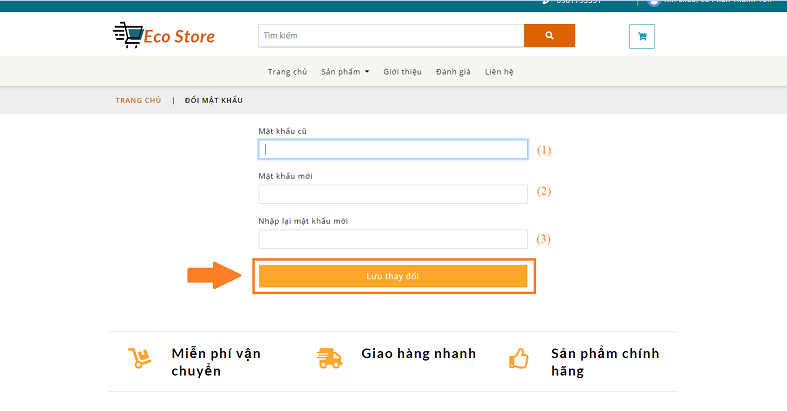 Eco Store
Tìm kiếm
Trang chủ Sản phẩm Giới thiệu Đánh giá Liên hệ
TRANG CHỦ | ĐỔI MẬT KHẨU
Mật khẩu cũ
(1)
Mật khẩu mới
(2)
Nhập lại mật khẩu mới
(3)
Lưu thay đổi
Miễn phí vận
chuyển
Giao hàng nhanh
Sản phẩm chính
hãng